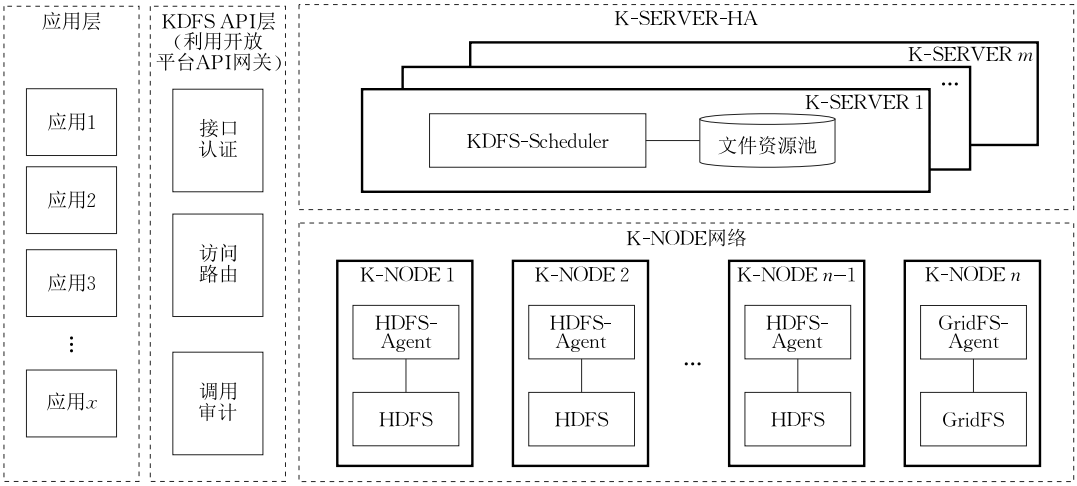 应用层
应用1
应用2
应用3
⋮
应用x
KDFS API层
(利用开放
平台API网关)
接口
认证
访问
路由
调用
审计
K-SERVER-HA
K-SERVER m
...
K-SERVER 1
KDFS-Scheduler
文件资源池
K-NODE网络
K-NODE 1
HDFS-
Agent
HDFS
K-NODE 2
HDFS-
Agent
HDFS
...
K-NODE n-1
HDFS-
Agent
HDFS
K-NODE n
GridFS-
Agent
GridFS